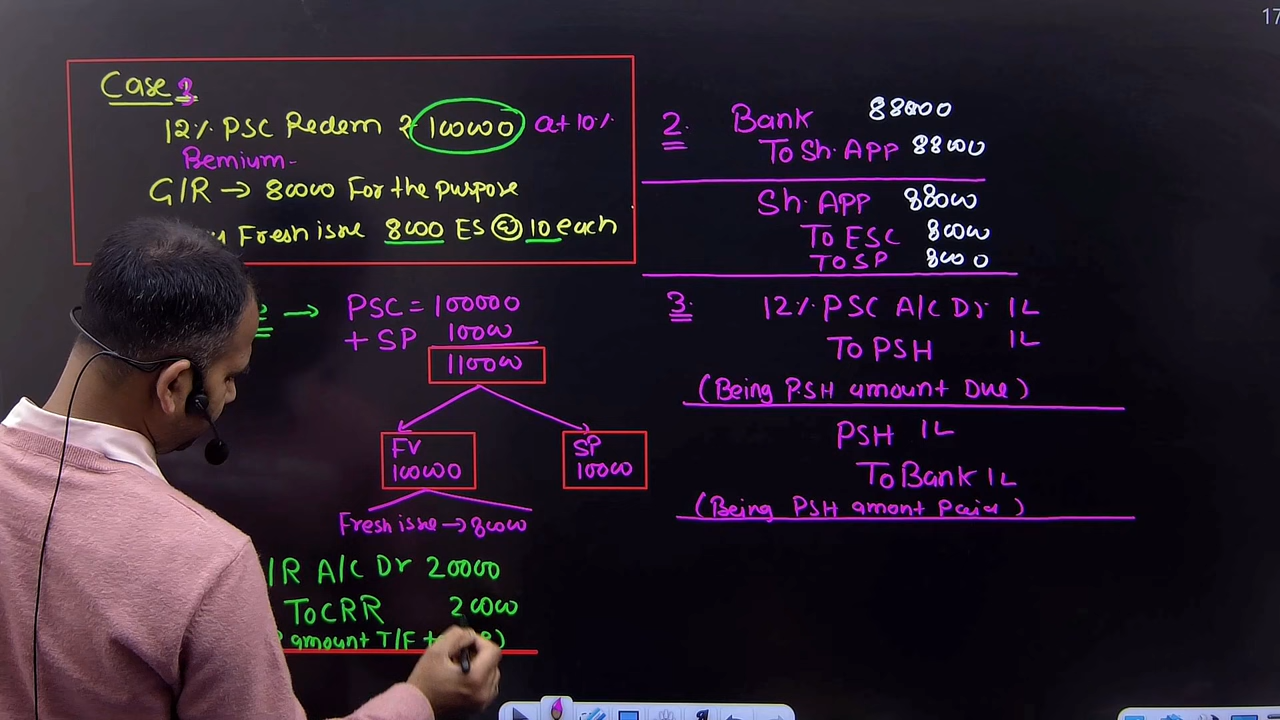 17
Case 3
12% PSC Redem ₹ 100000 at 10%
Premium-
G/R → 80000 For the purpose
Fresh issue 8000 ES @ 10 each
→ PSC = 100000
+ SP 10000
110000
FV
100000
SP
10000
Fresh issue → 80000
/R A/C Dr 20000
To CRR 20000
amount T/F
2. Bank 88000
To Sh. APP 88000
Sh. APP 88000
To ESC 80000
To SP 8000
3. 12% PSC A/C Dr 1L
To PSH 1L
(Being PSH amount Due)
PSH 1L
To Bank 1L
(Being PSH amont Paid)